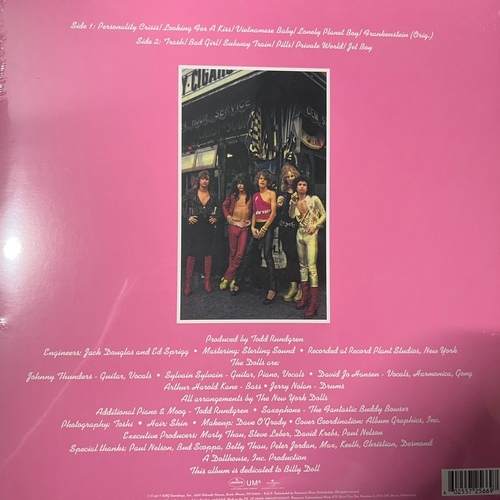 Side 1: Personality Crisis/ Looking For A Kiss/ Vietnamese Baby/ Lonely Planet Boy/ Frankenstein (Orig.)
Side 2: Trash/ Bad Girl/ Subway Train/ Pills/ Private World/ Jet Boy
Y-CIGARS
SERVICE
Produced by Todd Rundgren
Engineers: Jack Douglas and Ed Sprigg • Mastering: Sterling Sound • Recorded at Record Plant Studios, New York
The Dolls are:
Johnny Thunders - Guitar, Vocals • Sylvain Sylvain - Guitar, Piano, Vocals • David Jo Hansen - Vocals, Harmonica, Gong
Arthur Harold Kane - Bass • Jerry Nolan - Drums
All arrangements by The New York Dolls
Additional Piano & Moog - Todd Rundgren • Saxophone - The Fantastic Buddy Bowser
Photography: Toshi • Hair: Shin • Makeup: Dave O'Grady • Cover Coordination: Album Graphics, Inc.
Executive Producers: Marty Thau, Steve Leber, David Krebs, Paul Nelson
Special thanks: Paul Nelson, Bud Scoppa, Betty Thau, Peter Jordan, Max, Keeth, Christian, Desmond
A Dollhouse, Inc. Production
This album is dedicated to Billy Doll
UMe